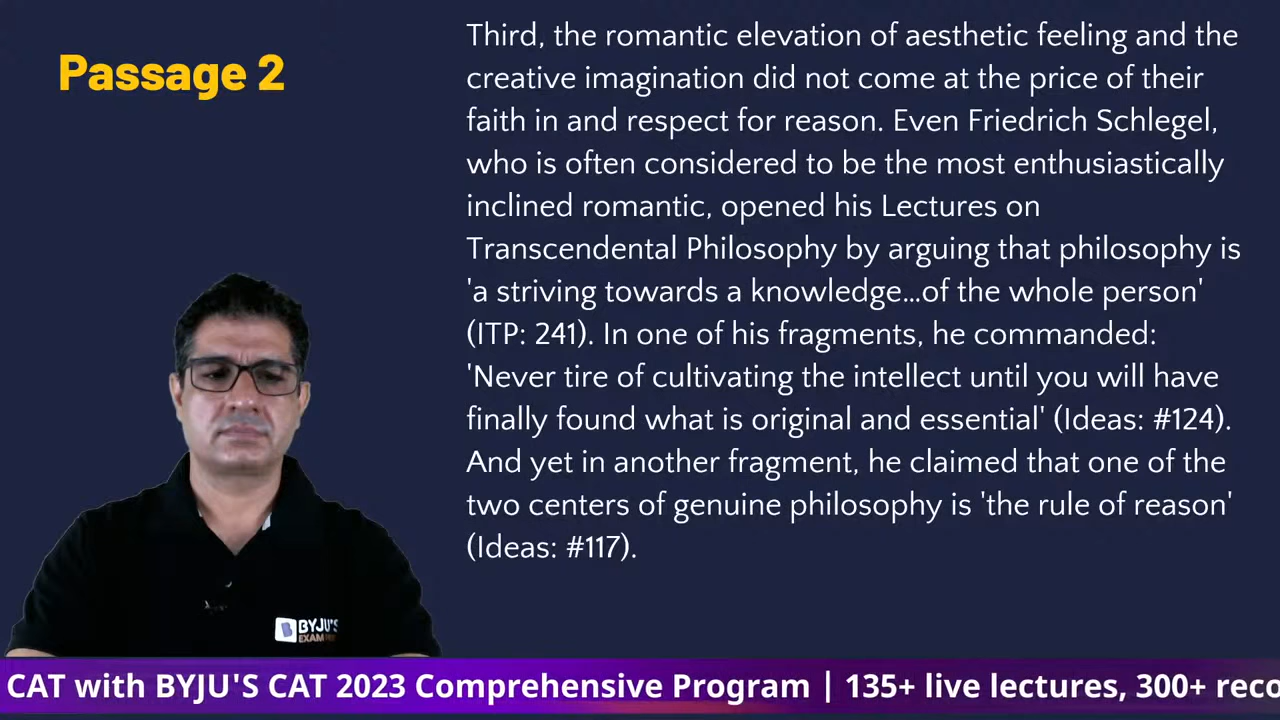 Passage 2
Third, the romantic elevation of aesthetic feeling and the
creative imagination did not come at the price of their
faith in and respect for reason. Even Friedrich Schlegel,
who is often considered to be the most enthusiastically
inclined romantic, opened his Lectures on
Transcendental Philosophy by arguing that philosophy is
'a striving towards a knowledge...of the whole person'
(ITP: 241). In one of his fragments, he commanded:
'Never tire of cultivating the intellect until you will have
finally found what is original and essential' (Ideas: #124).
And yet in another fragment, he claimed that one of the
two centers of genuine philosophy is 'the rule of reason'
(Ideas: #117).
BYJU'S
EXAM
CAT with BYJU'S CAT 2023 Comprehensive Program | 135+ live lectures, 300+ reco